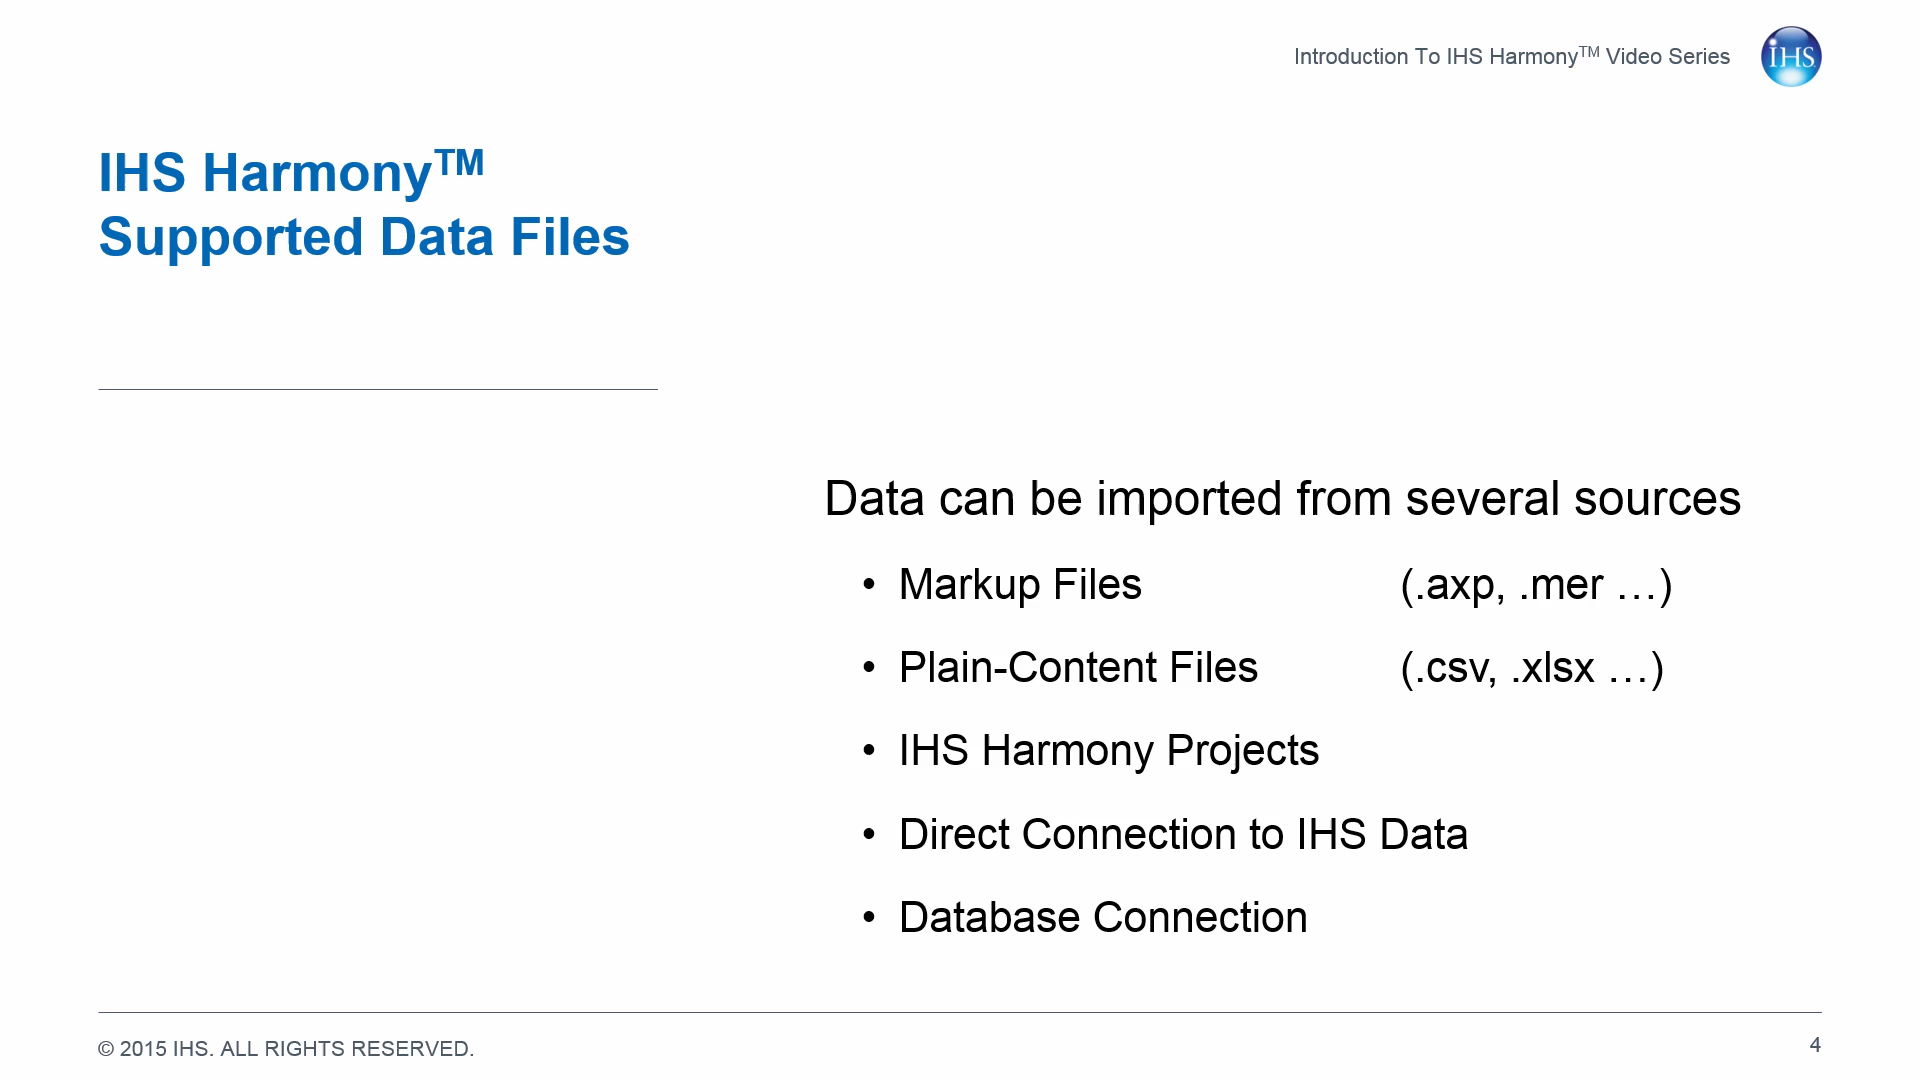 Introduction To IHS Harmony™ Video Series
IHS
IHS Harmony™
Supported Data Files
Data can be imported from several sources
• Markup Files (.axp, .mer …)
• Plain-Content Files (.csv, .xlsx …)
• IHS Harmony Projects
• Direct Connection to IHS Data
• Database Connection
© 2015 IHS. ALL RIGHTS RESERVED.
4